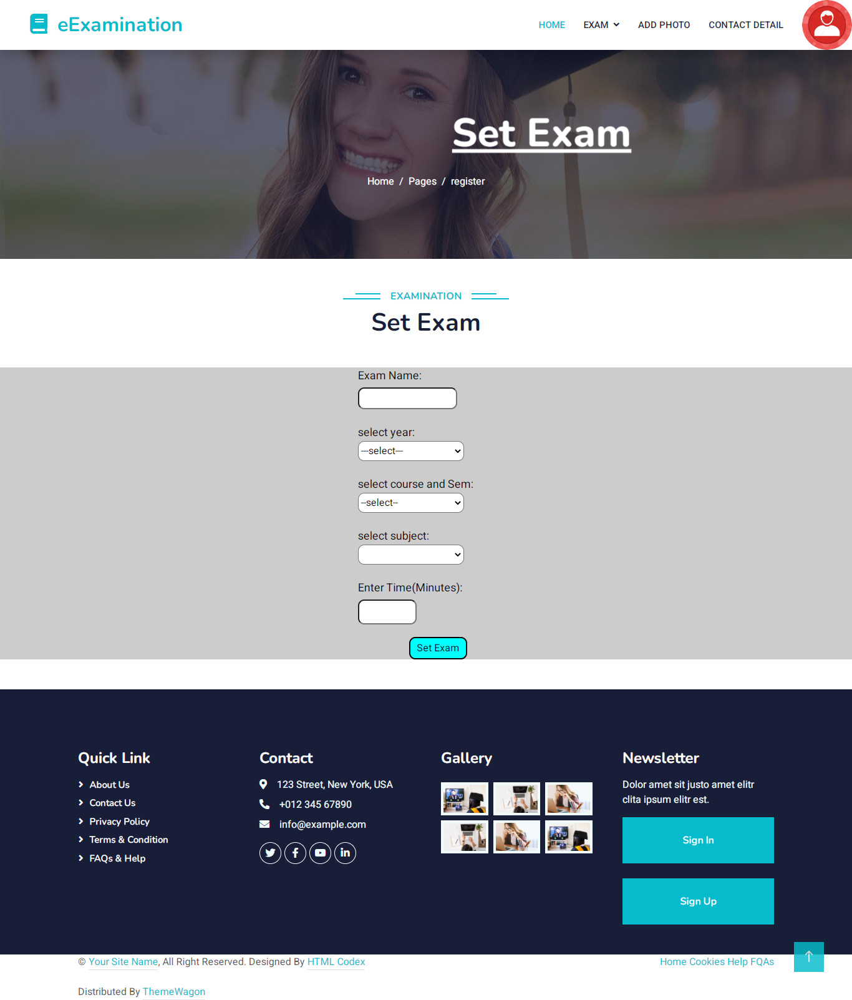 eExamination
HOME EXAM ADD PHOTO CONTACT DETAIL
Set Exam
Home / Pages / register
EXAMINATION
Set Exam
Exam Name:
select year:
---select---
select course and Sem:
--select--
select subject:
Enter Time(Minutes):
Set Exam
Quick Link
About Us
Contact Us
Privacy Policy
Terms & Condition
FAQs & Help
Contact
123 Street, New York, USA
+012 345 67890
info@example.com
Gallery
Newsletter
Dolor amet sit justo amet elitr
clita ipsum elitr est.
Sign In
Sign Up
© Your Site Name, All Right Reserved. Designed By HTML Codex
Home Cookies Help FQAs
Distributed By ThemeWagon